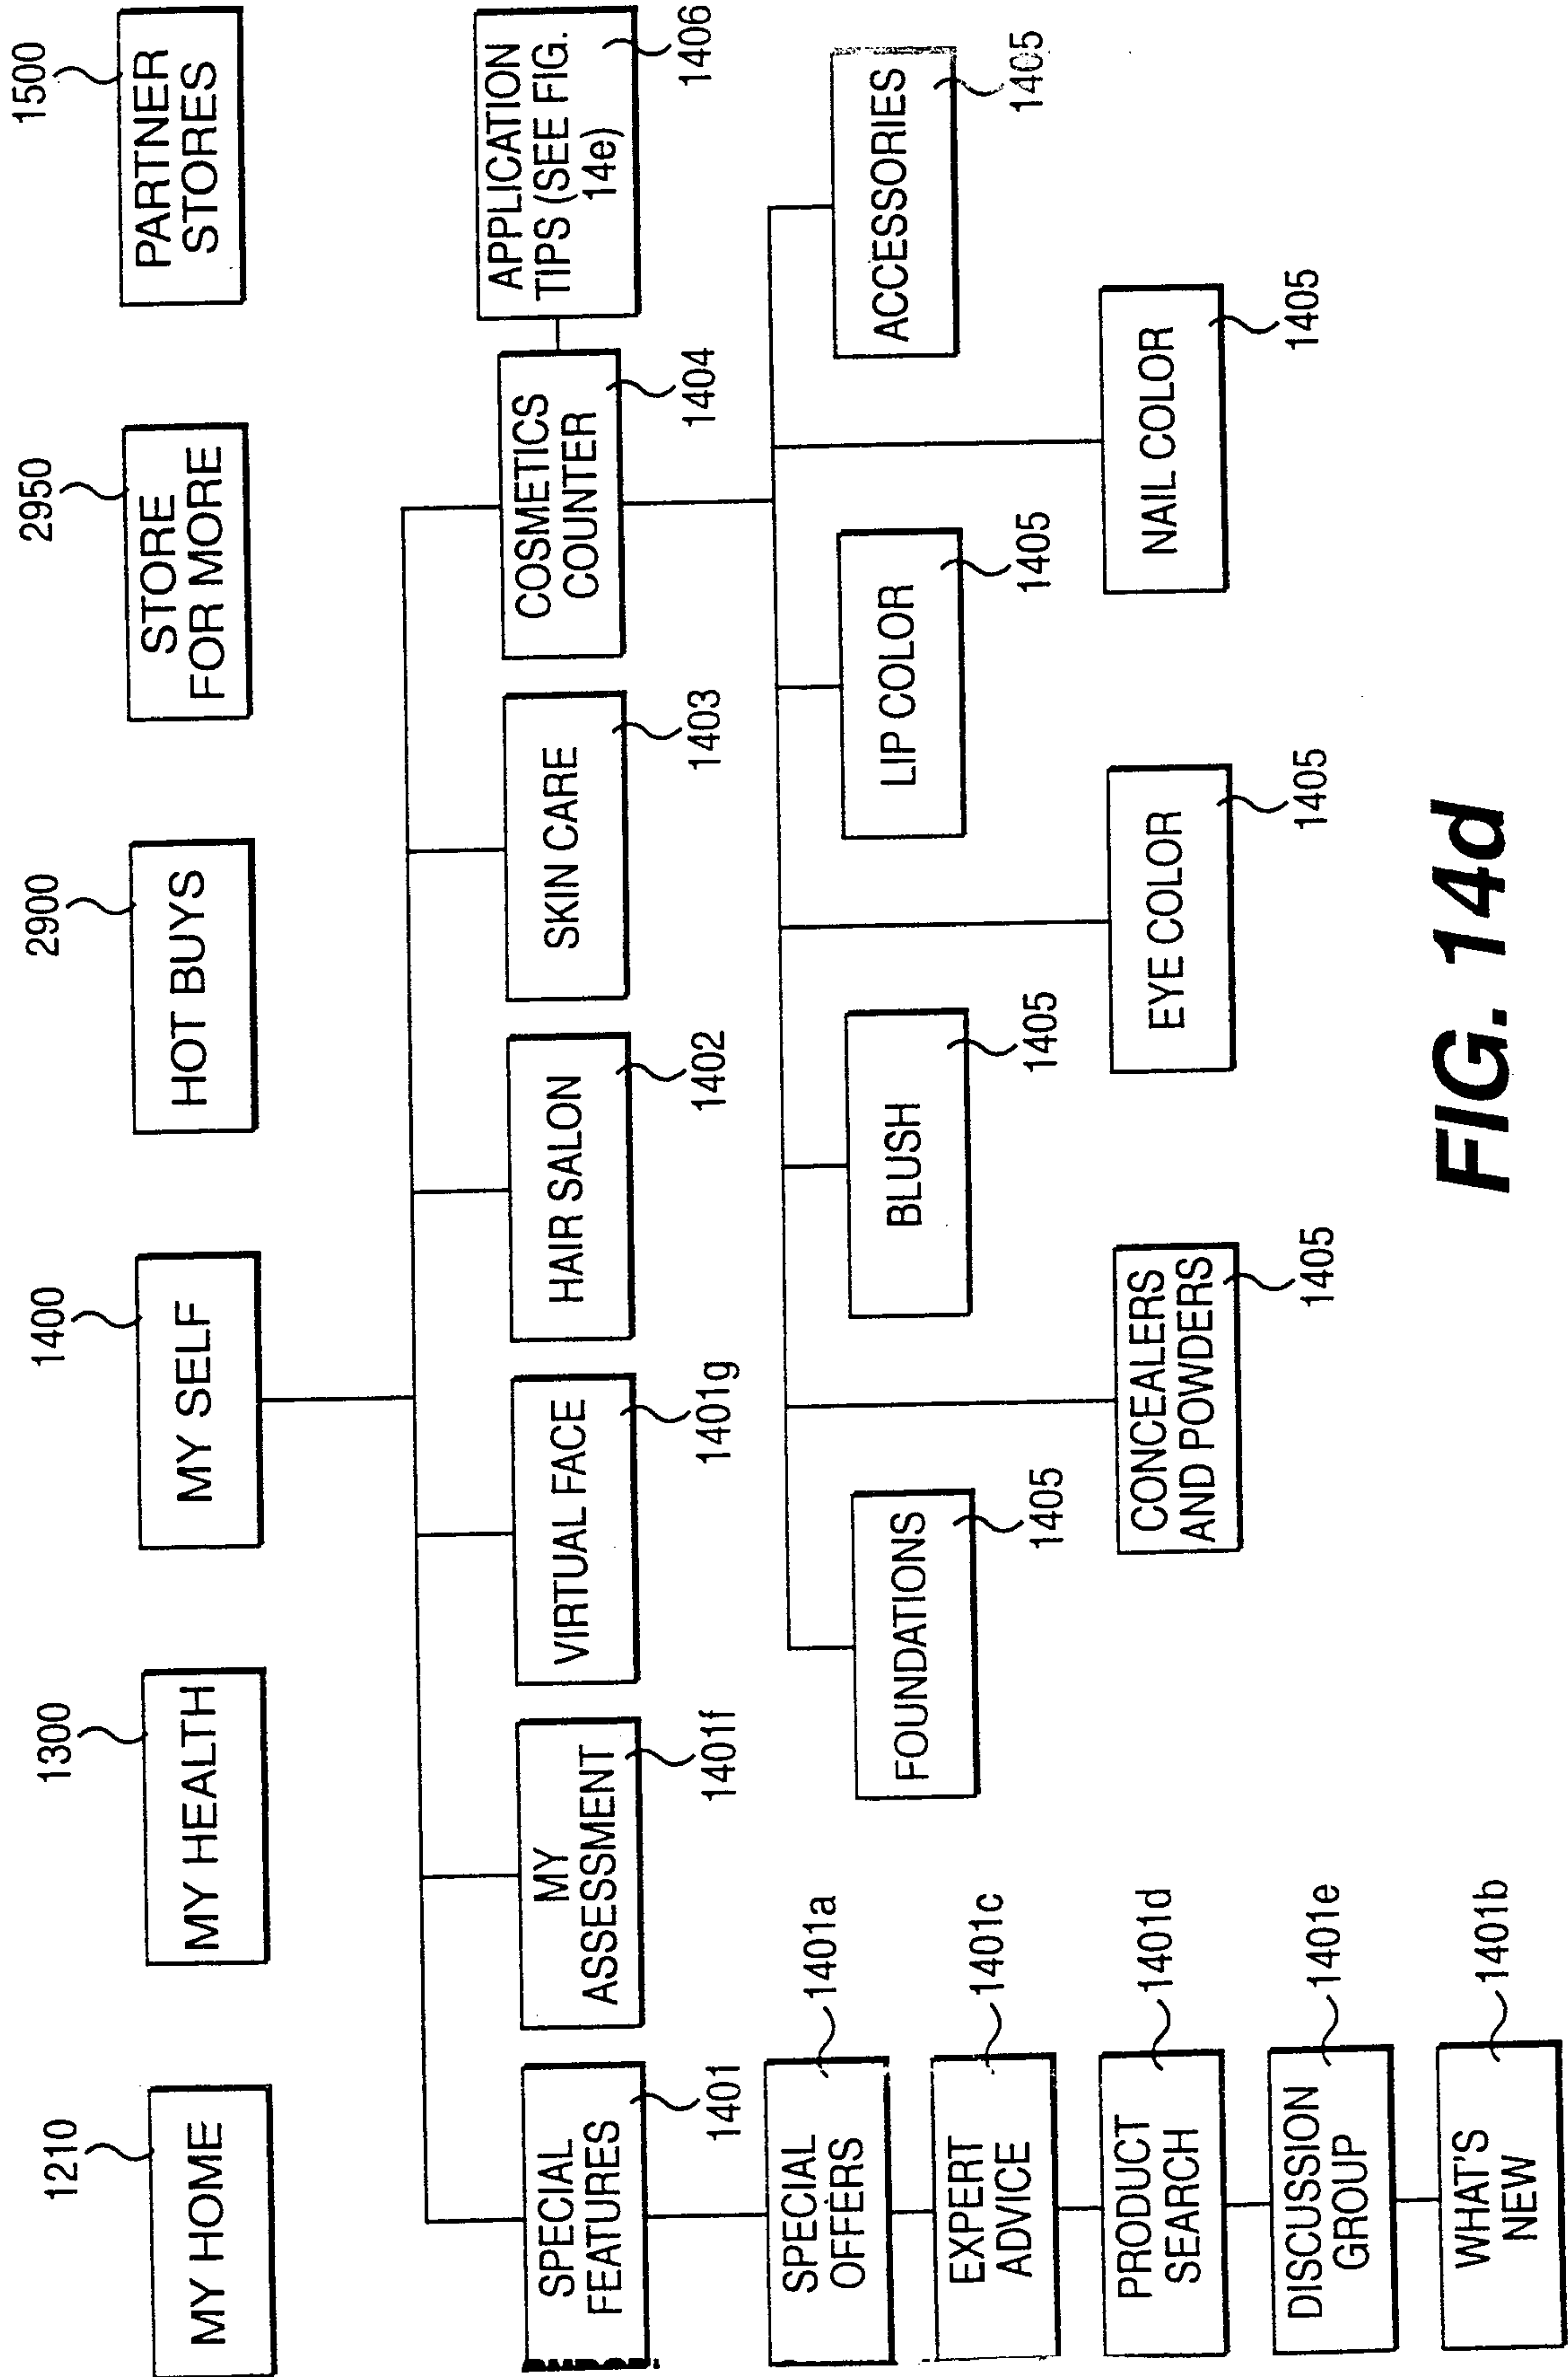 1210
MY HOME
1300
MY HEALTH
1400
MY SELF
2900
HOT BUYS
2950
STORE
FOR MORE
1500
PARTNER
STORES
SPECIAL
FEATURES
1401
MY
ASSESSMENT
1401f
VIRTUAL FACE
1401g
HAIR SALON
1402
SKIN CARE
1403
COSMETICS
COUNTER
1404
APPLICATION
TIPS (SEE FIG.
14e)
1406
SPECIAL
OFFERS
1401a
EXPERT
ADVICE
1401c
PRODUCT
SEARCH
1401d
DISCUSSION
GROUP
1401e
WHAT'S
NEW
1401b
FOUNDATIONS
1405
BLUSH
1405
LIP COLOR
1405
ACCESSORIES
1405
CONCEALERS
AND POWDERS
1405
EYE COLOR
1405
NAIL COLOR
1405
FIG. 14d